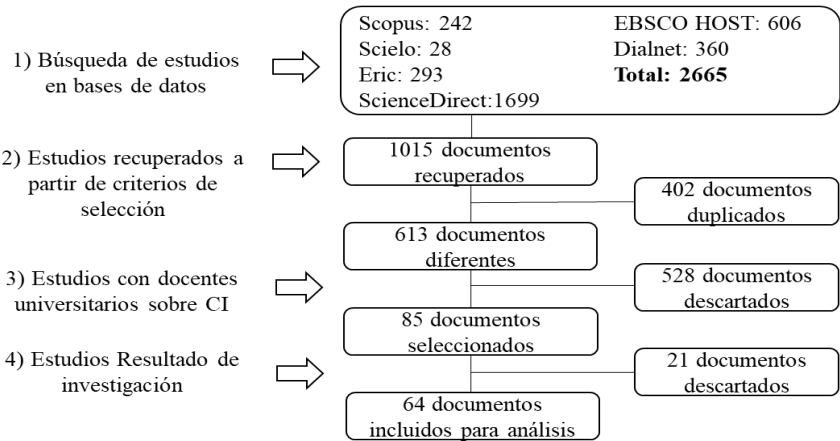 Scopus: 242
Scielo: 28
Eric: 293
ScienceDirect:1699
EBSCO HOST: 606
Dialnet: 360
Total: 2665
1) Búsqueda de estudios
en bases de datos
2) Estudios recuperados a
partir de criterios de
selección
1015 documentos
recuperados
402 documentos
duplicados
613 documentos
diferentes
3) Estudios con docentes
universitarios sobre CI
528 documentos
descartados
85 documentos
seleccionados
4) Estudios Resultado de
investigación
21 documentos
descartados
64 documentos
incluidos para análisis